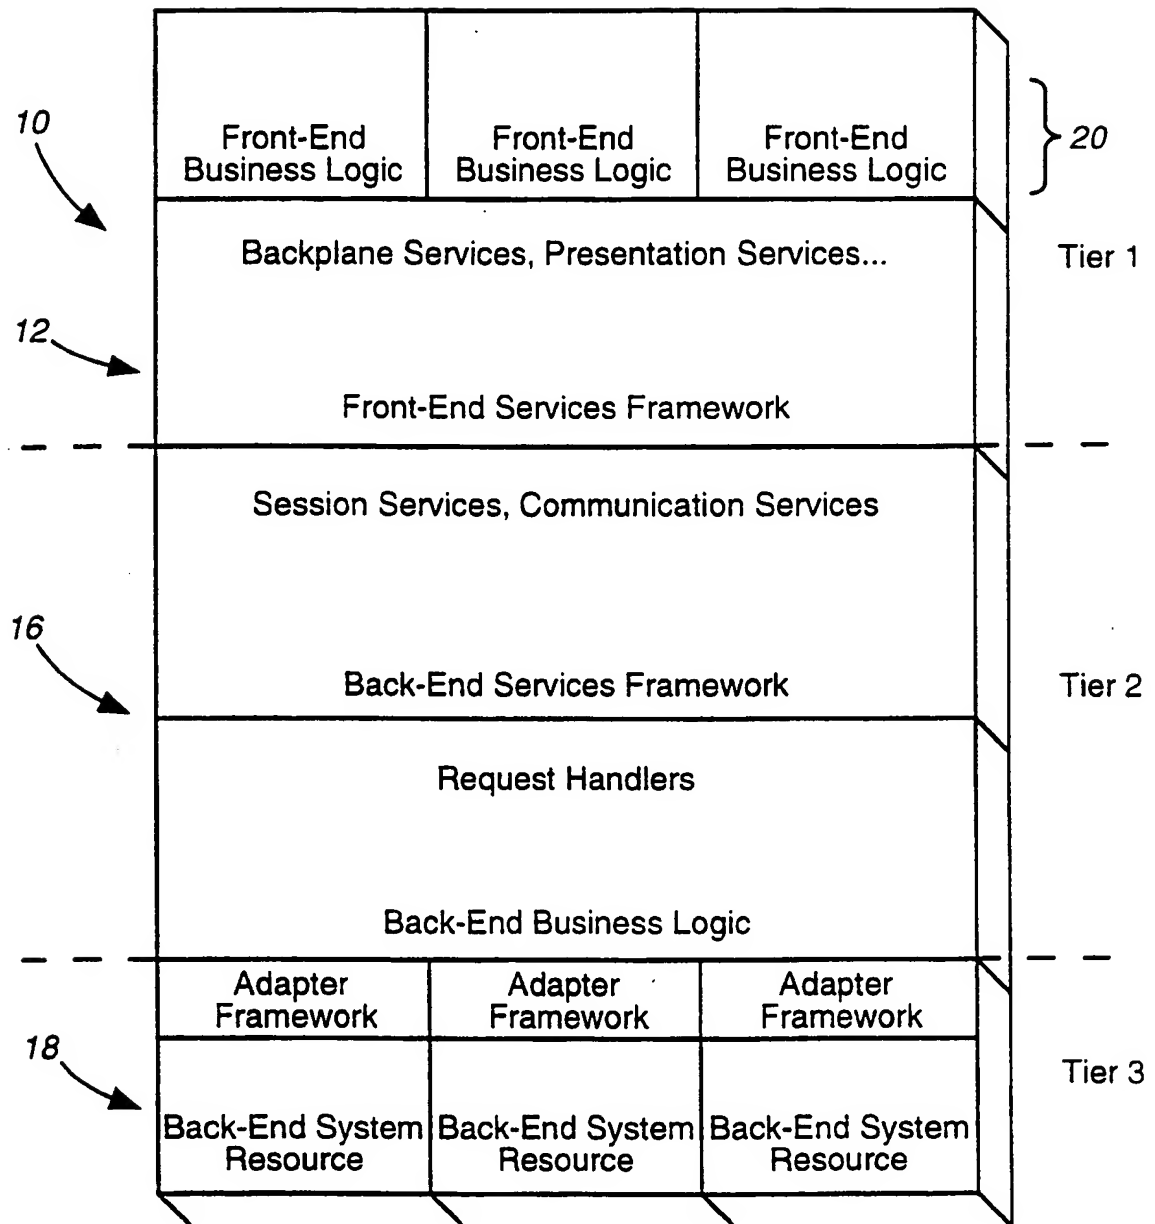 Front-End
Business Logic
Front-End
Business Logic
Front-End
Business Logic
10
20
Backplane Services, Presentation Services...
Tier 1
12
Front-End Services Framework
Session Services, Communication Services
16
Back-End Services Framework
Tier 2
Request Handlers
Back-End Business Logic
Adapter
Framework
Adapter
Framework
Adapter
Framework
18
Tier 3
Back-End System
Resource
Back-End System
Resource
Back-End System
Resource